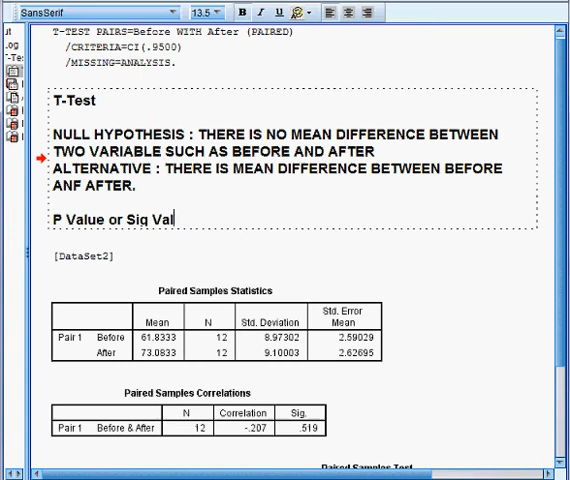 SansSerif 13.5 B I U
T-TEST PAIRS=Before WITH After (PAIRED)
/CRITERIA=CI(.9500)
/MISSING=ANALYSIS.
T-Test
NULL HYPOTHESIS : THERE IS NO MEAN DIFFERENCE BETWEEN
TWO VARIABLE SUCH AS BEFORE AND AFTER
ALTERNATIVE : THERE IS MEAN DIFFERENCE BETWEEN BEFORE
ANF AFTER.
P Value or Sig Val
[DataSet2]
Paired Samples Statistics
Mean N Std. Deviation Std. Error Mean
Pair 1 Before 61.8333 12 8.97302 2.59029
After 73.0833 12 9.10003 2.62695
Paired Samples Correlations
N Correlation Sig.
Pair 1 Before & After 12 -.207 .519
Paired Samples Test